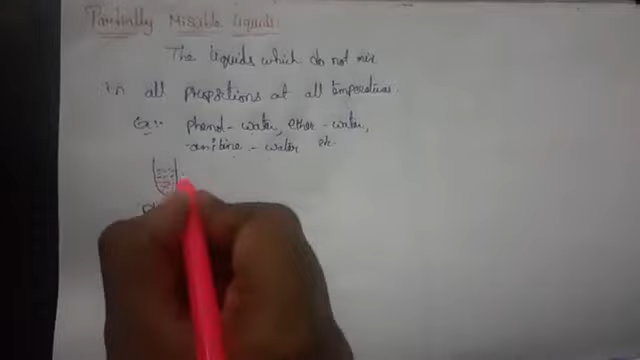 Partially Miscible Liquids
The liquids which do not mix
in all propotions at all temperatures.
Ex:- phenol - water, ether - water,
aniline - water etc.